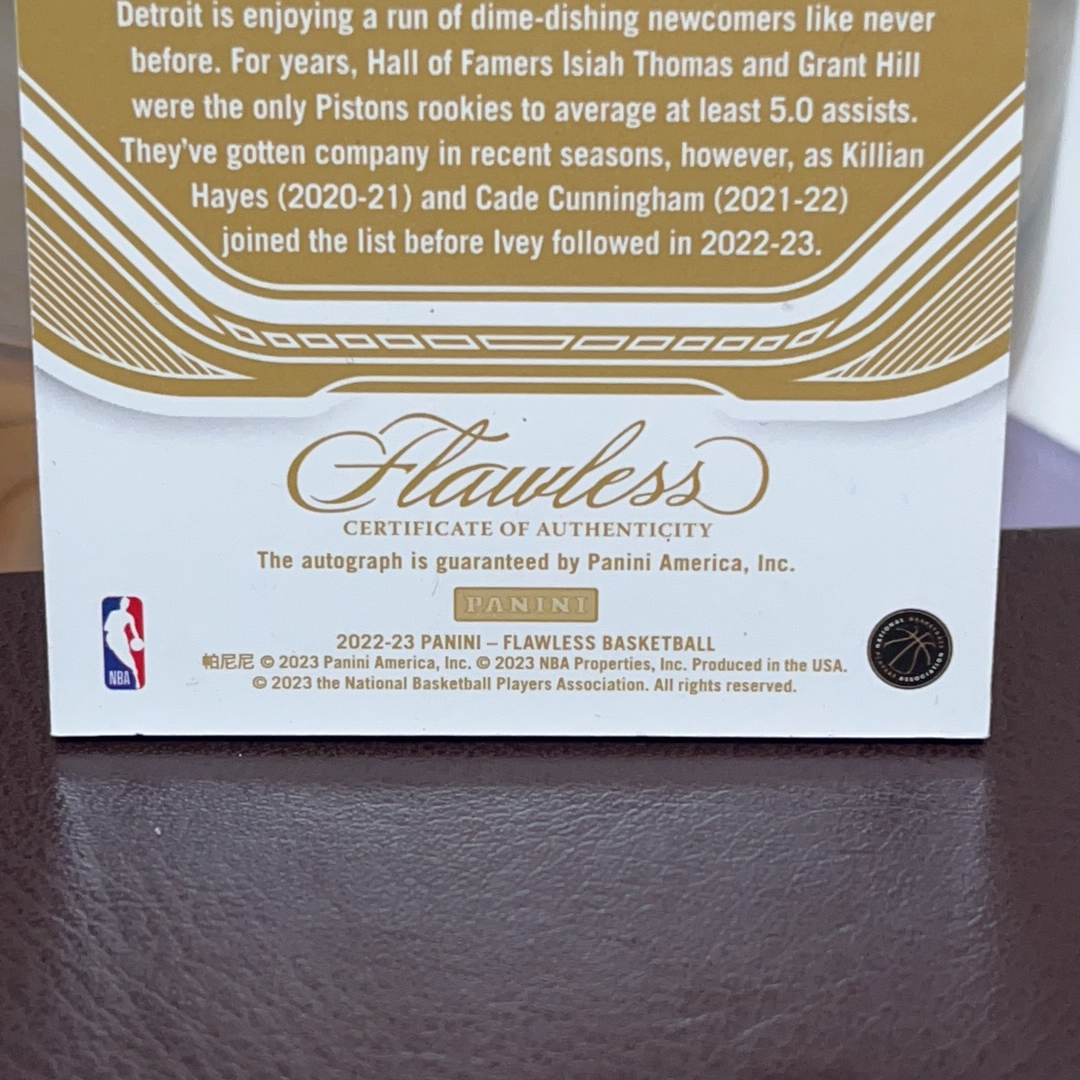 Detroit is enjoying a run of dime-dishing newcomers like never
before. For years, Hall of Famers Isiah Thomas and Grant Hill
were the only Pistons rookies to average at least 5.0 assists.
They've gotten company in recent seasons, however, as Killian
Hayes (2020-21) and Cade Cunningham (2021-22)
joined the list before Ivey followed in 2022-23.
Flawless
CERTIFICATE OF AUTHENTICITY
The autograph is guaranteed by Panini America, Inc.
PANINI
2022-23 PANINI – FLAWLESS BASKETBALL
帕尼尼 © 2023 Panini America, Inc. © 2023 NBA Properties, Inc. Produced in the USA.
© 2023 the National Basketball Players Association. All rights reserved.
NBA
NATIONAL BASKETBALL PLAYERS ASSOCIATION